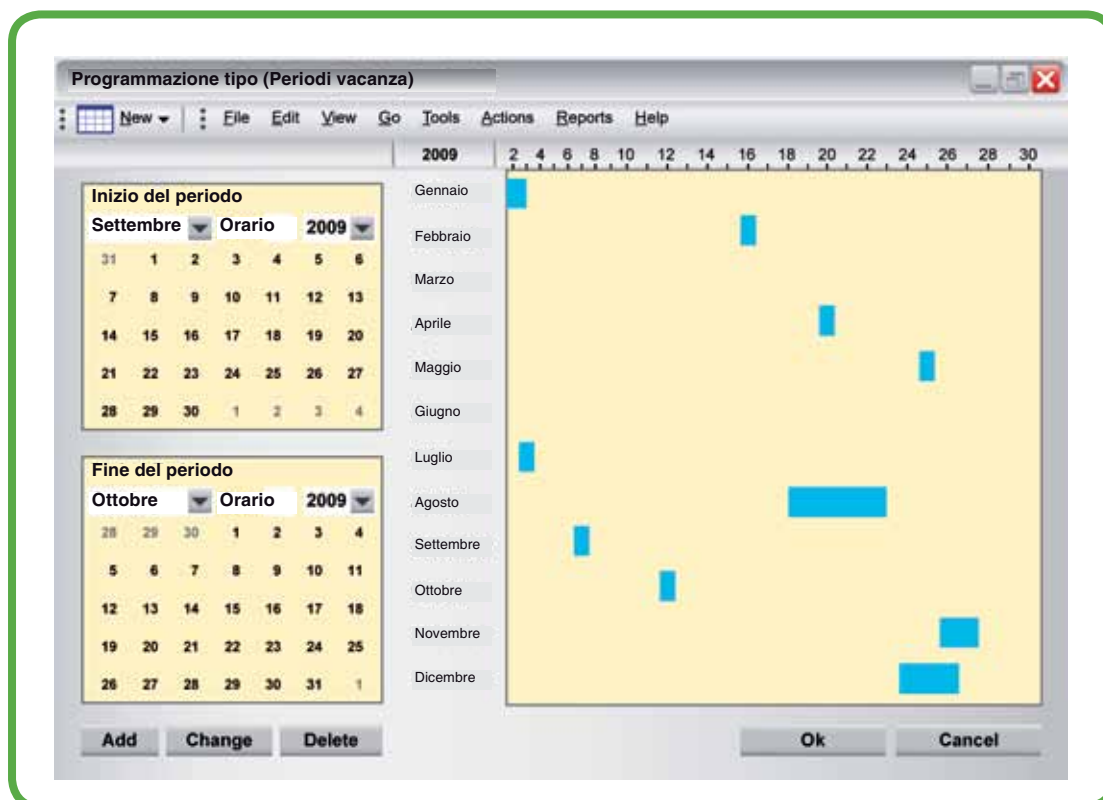 Programmazione tipo (Periodi vacanza)
New File Edit View Go Tools Actions Reports Help
2009 2 4 6 8 10 12 14 16 18 20 22 24 26 28 30
Inizio del periodo
Settembre Orario 2009
31 1 2 3 4 5 6
7 8 9 10 11 12 13
14 15 16 17 18 19 20
21 22 23 24 25 26 27
28 29 30 1 2 3 4
Fine del periodo
Ottobre Orario 2009
28 29 30 1 2 3 4
5 6 7 8 9 10 11
12 13 14 15 16 17 18
19 20 21 22 23 24 25
26 27 28 29 30 31 1
Gennaio
Febbraio
Marzo
Aprile
Maggio
Giugno
Luglio
Agosto
Settembre
Ottobre
Novembre
Dicembre
Add Change Delete Ok Cancel